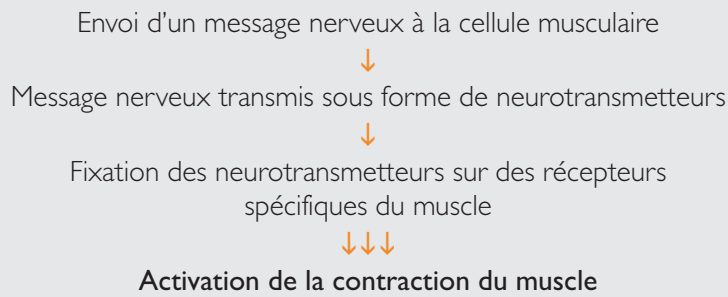 Envoi d'un message nerveux à la cellule musculaire
↓
Message nerveux transmis sous forme de neurotransmetteurs
↓
Fixation des neurotransmetteurs sur des récepteurs
spécifiques du muscle
↓↓↓
Activation de la contraction du muscle